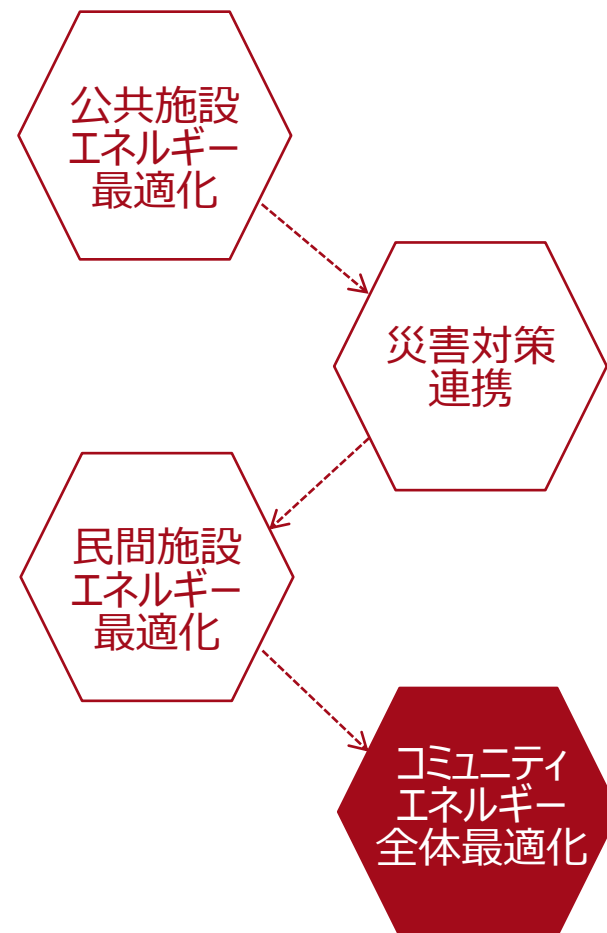 公共施設
エネルギー
最適化
災害対策
連携
民間施設
エネルギー
最適化
コミュニティ
エネルギー
全体最適化